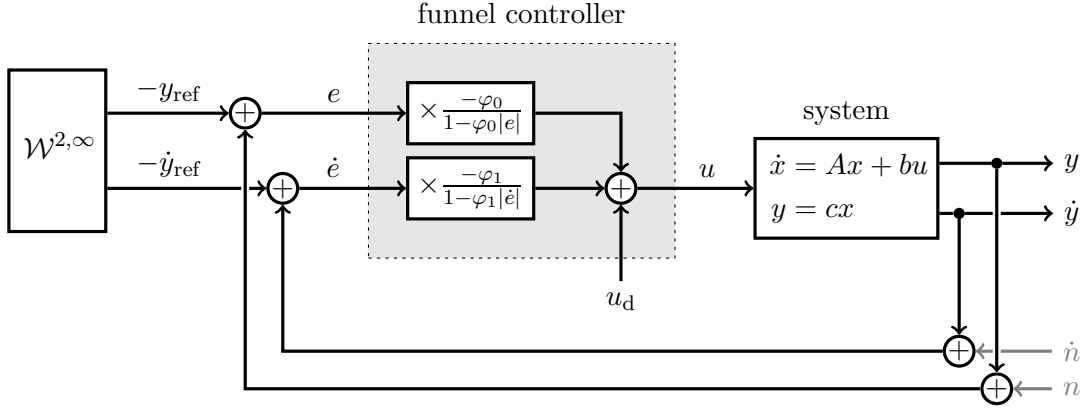 funnel controller
−y_ref
e
× −φ₀/(1−φ₀|e|)
system
𝒲^{2,∞}
−ẏ_ref
ė
× −φ₁/(1−φ₁|ė|)
+
+
+
u
ẋ = Ax + bu
y = cx
y
ẏ
u_d
+
ṅ
+
n